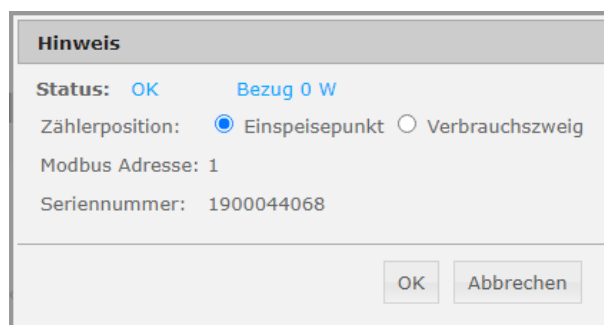 Hinweis
Status: OK Bezug 0 W
Zählerposition: Einspeisepunkt Verbrauchszweig
Modbus Adresse: 1
Seriennummer: 1900044068
OK Abbrechen